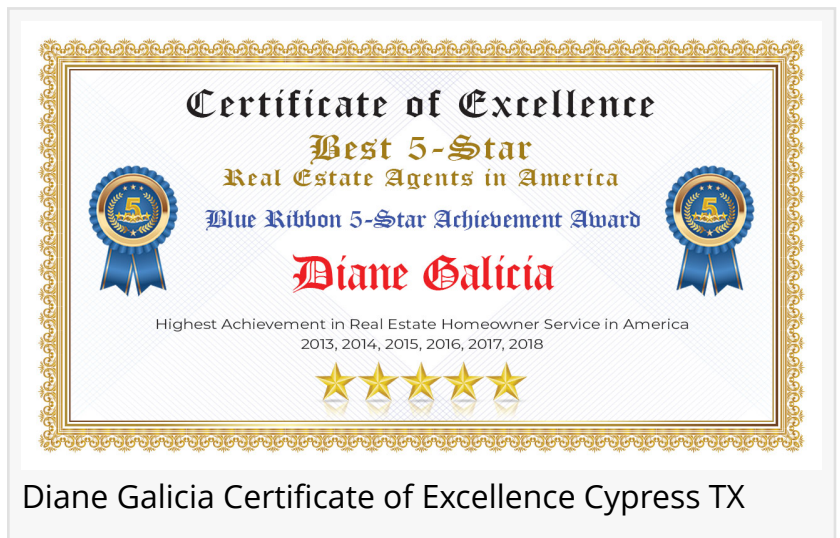 Certificate of Excellence
Best 5-Star
Real Estate Agents in America
Blue Ribbon 5-Star Achievement Award
5
5
Diane Galicia
Highest Achievement in Real Estate Homeowner Service in America
2013, 2014, 2015, 2016, 2017, 2018
Diane Galicia Certificate of Excellence Cypress TX